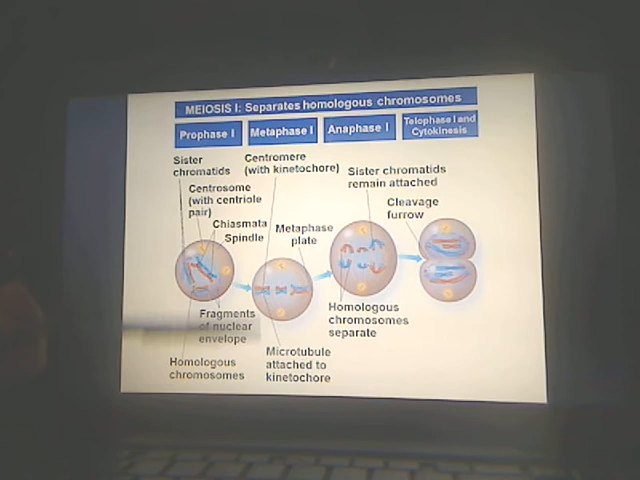 MEIOSIS I: Separates homologous chromosomes
Prophase I
Metaphase I
Anaphase I
Telophase I and
Cytokinesis
Sister
chromatids
Centromere
(with kinetochore)
Sister chromatids
remain attached
Centrosome
(with centriole
pair)
Cleavage
furrow
Chiasmata
Spindle
Metaphase
plate
Fragments
of nuclear
envelope
Homologous
chromosomes
separate
Homologous
chromosomes
Microtubule
attached to
kinetochore